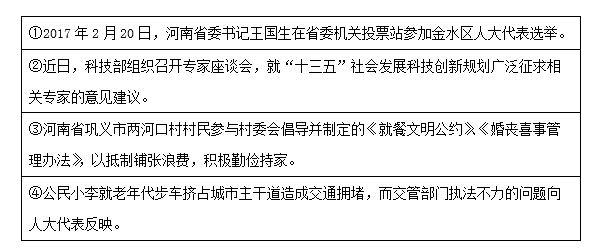 ①2017 年 2 月 20 日，河南省委书记王国生在省委机关投票站参加金水区人大代表选举。
②近日，科技部组织召开专家座谈会，就“十三五”社会发展科技创新规划广泛征求相
关专家的意见建议。
③河南省巩义市两河口村村民参与村委会倡导并制定的《就餐文明公约》、《婚丧喜事
管理办法》，以抵制铺张浪费，积极勤俭持家。
④公民小李就老年代步车挤占城市主干道造成交通拥堵，而交管部门执法不力的问题向
人大代表反映。